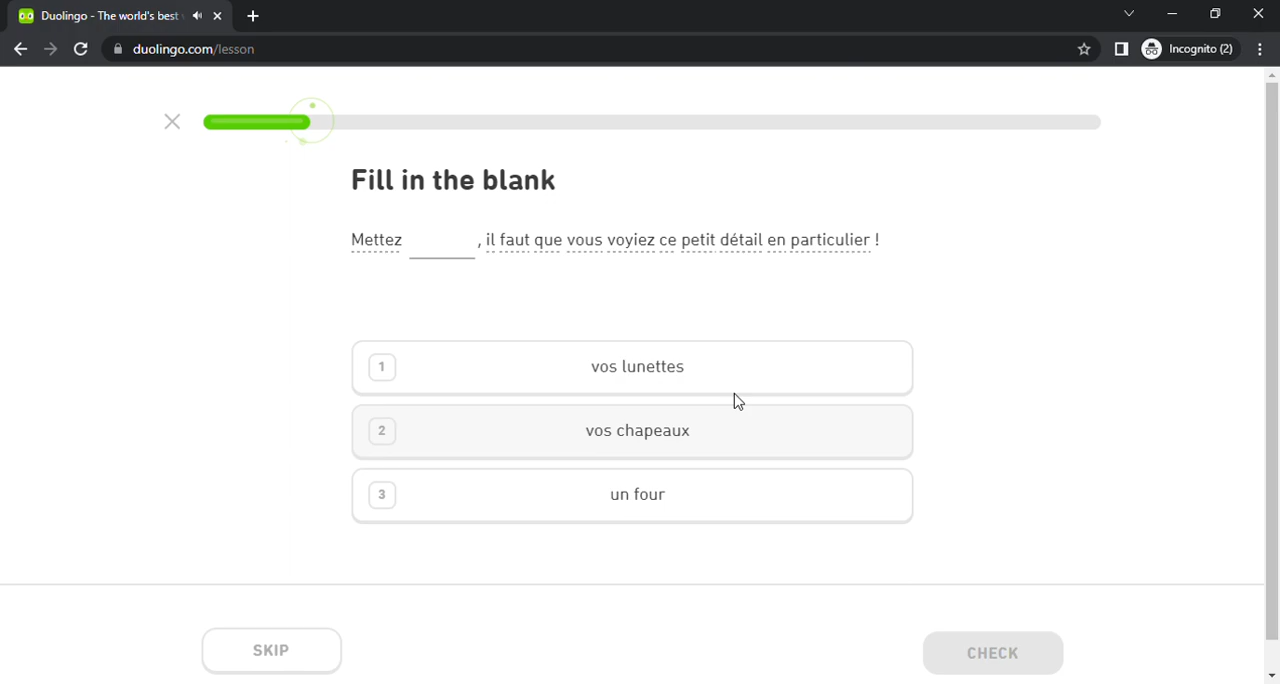 Duolingo - The world's best
duolingo.com/lesson
Incognito (2)
Fill in the blank
Mettez ______ , il faut que vous voyiez ce petit détail en particulier !
1 vos lunettes
2 vos chapeaux
3 un four
SKIP
CHECK